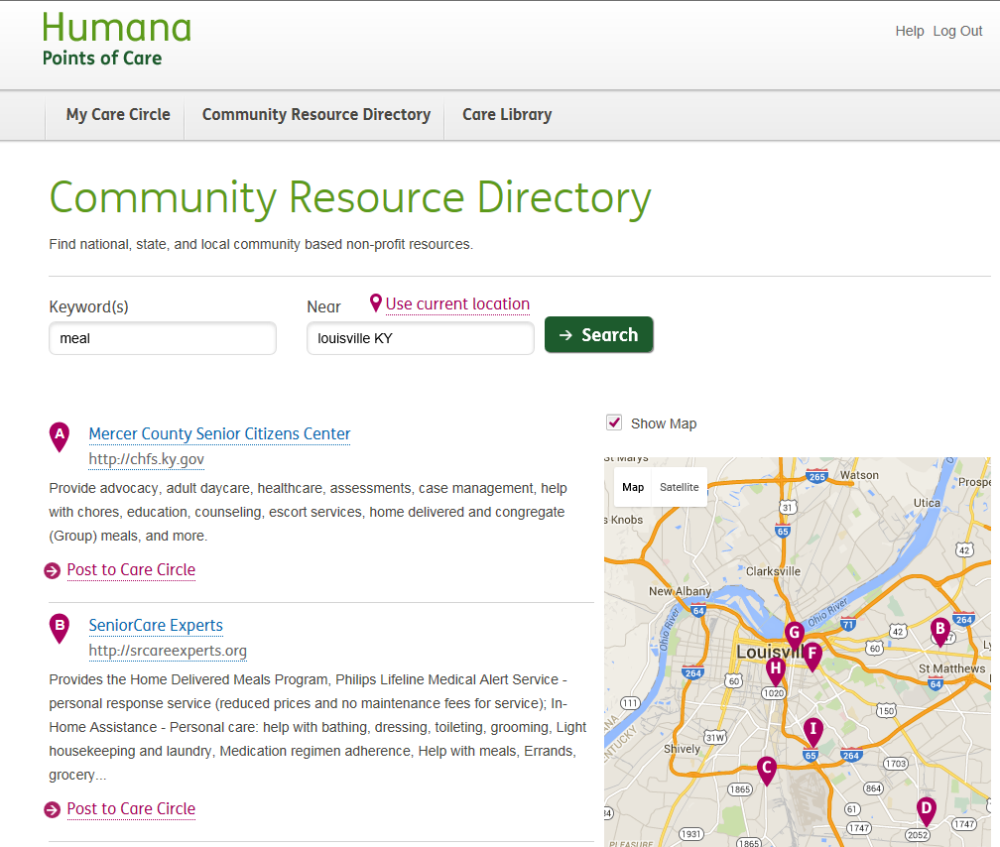 Humana
Points of Care
Help Log Out
My Care Circle
Community Resource Directory
Care Library
Community Resource Directory
Find national, state, and local community based non-profit resources.
Keyword(s)
Near
Use current location
meal
louisville KY
Search
A
Mercer County Senior Citizens Center
http://chfs.ky.gov
Provide advocacy, adult daycare, healthcare, assessments, case management, help
with chores, education, counseling, escort services, home delivered and congregate
(Group) meals, and more.
Post to Care Circle
B
SeniorCare Experts
http://srcareexperts.org
Provides the Home Delivered Meals Program, Philips Lifeline Medical Alert Service -
personal response service (reduced prices and no maintenance fees for service); In-
Home Assistance - Personal care: help with bathing, dressing, toileting, grooming, Light
housekeeping and laundry, Medication regimen adherence, Help with meals, Errands,
grocery...
Post to Care Circle
Show Map
St Marys
Map
Satellite
265
Watson
Prospe
31
Utica
s Knobs
65
42
Clarksville
New Albany
64
Ohio River
Ohio River
71
42
264
G
B
60
Louisvill
F
H
264
60
1020
St Matthews
64
111
150
31W
I
Shively
65
264
1703
C
1865
864
D
61
1747
1747
2052
1931
1865
PLEASURE